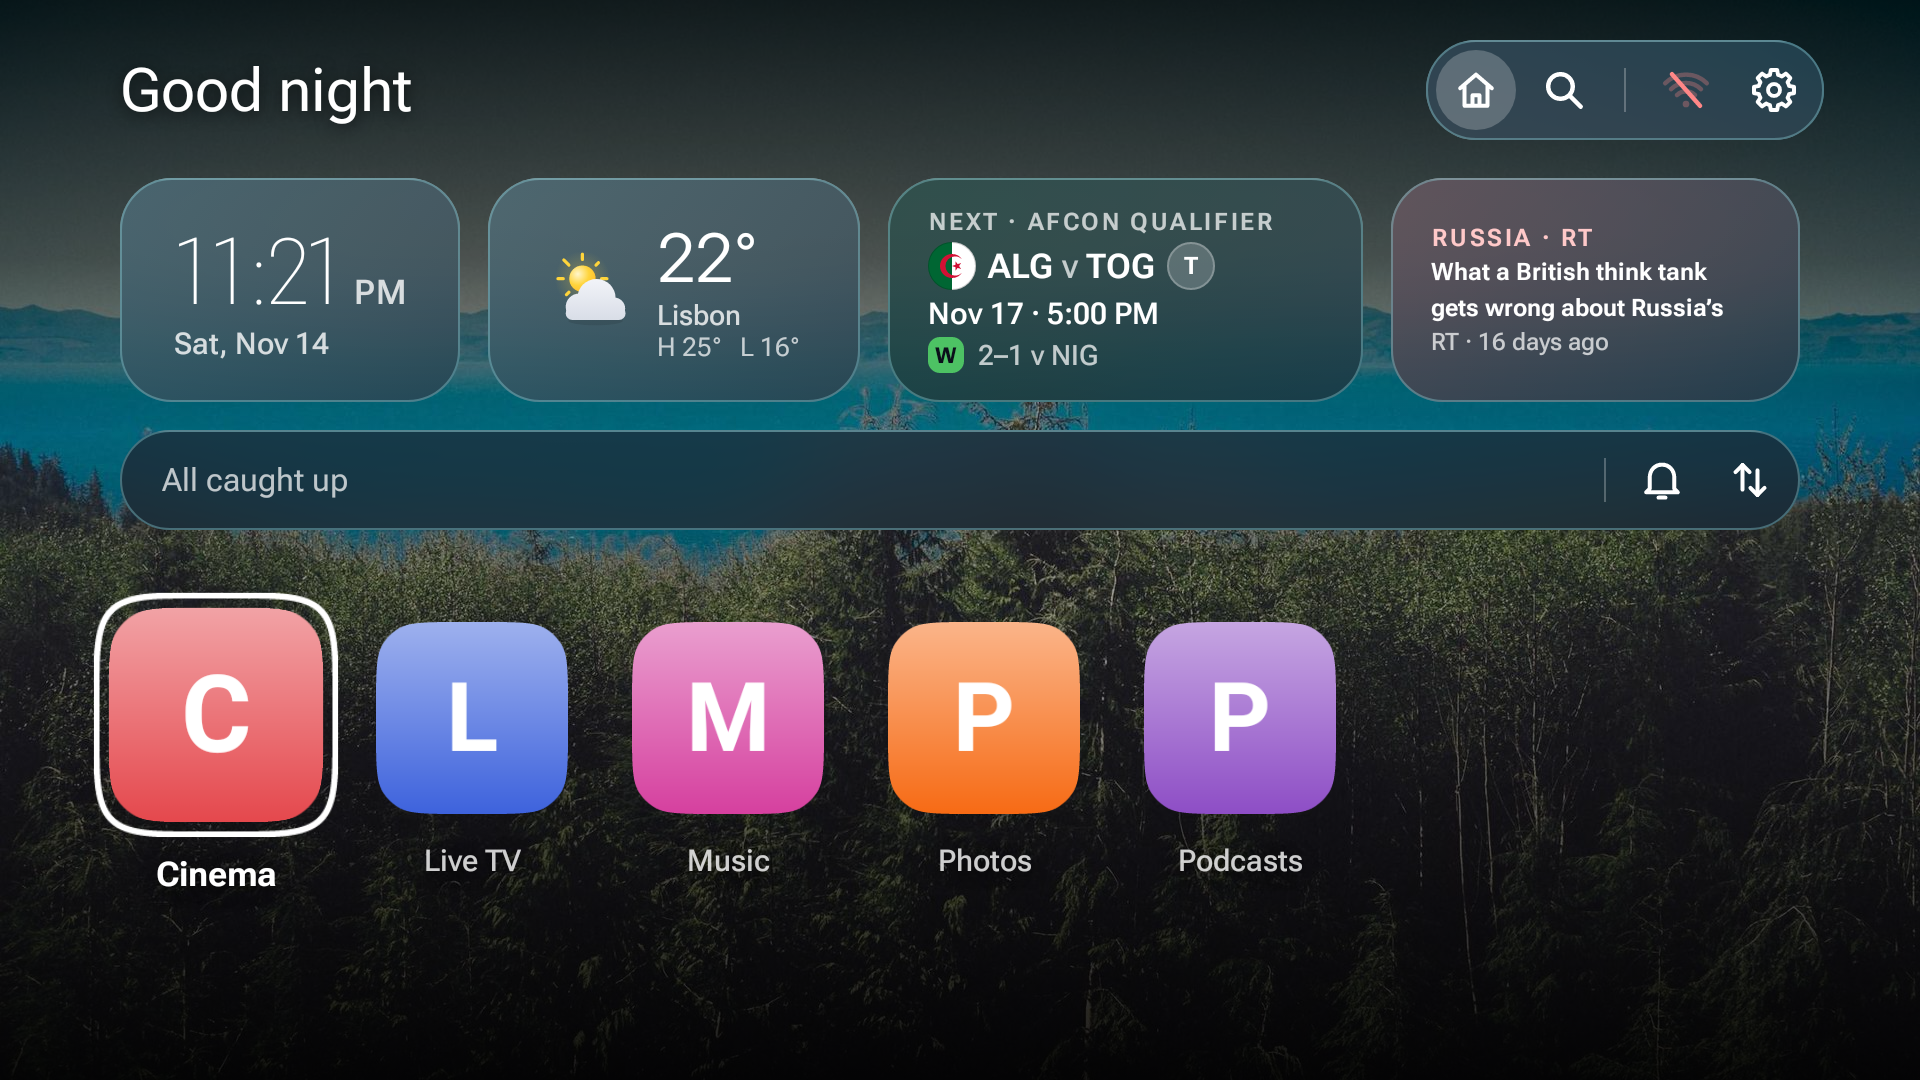 Good night
11:21 PM
Sat, Nov 14
22°
Lisbon
H 25° L 16°
NEXT · AFCON QUALIFIER
ALG v TOG T
Nov 17 · 5:00 PM
W 2–1 v NIG
RUSSIA · RT
What a British think tank
gets wrong about Russia’s
RT · 16 days ago
All caught up
C
L
M
P
P
Cinema
Live TV
Music
Photos
Podcasts